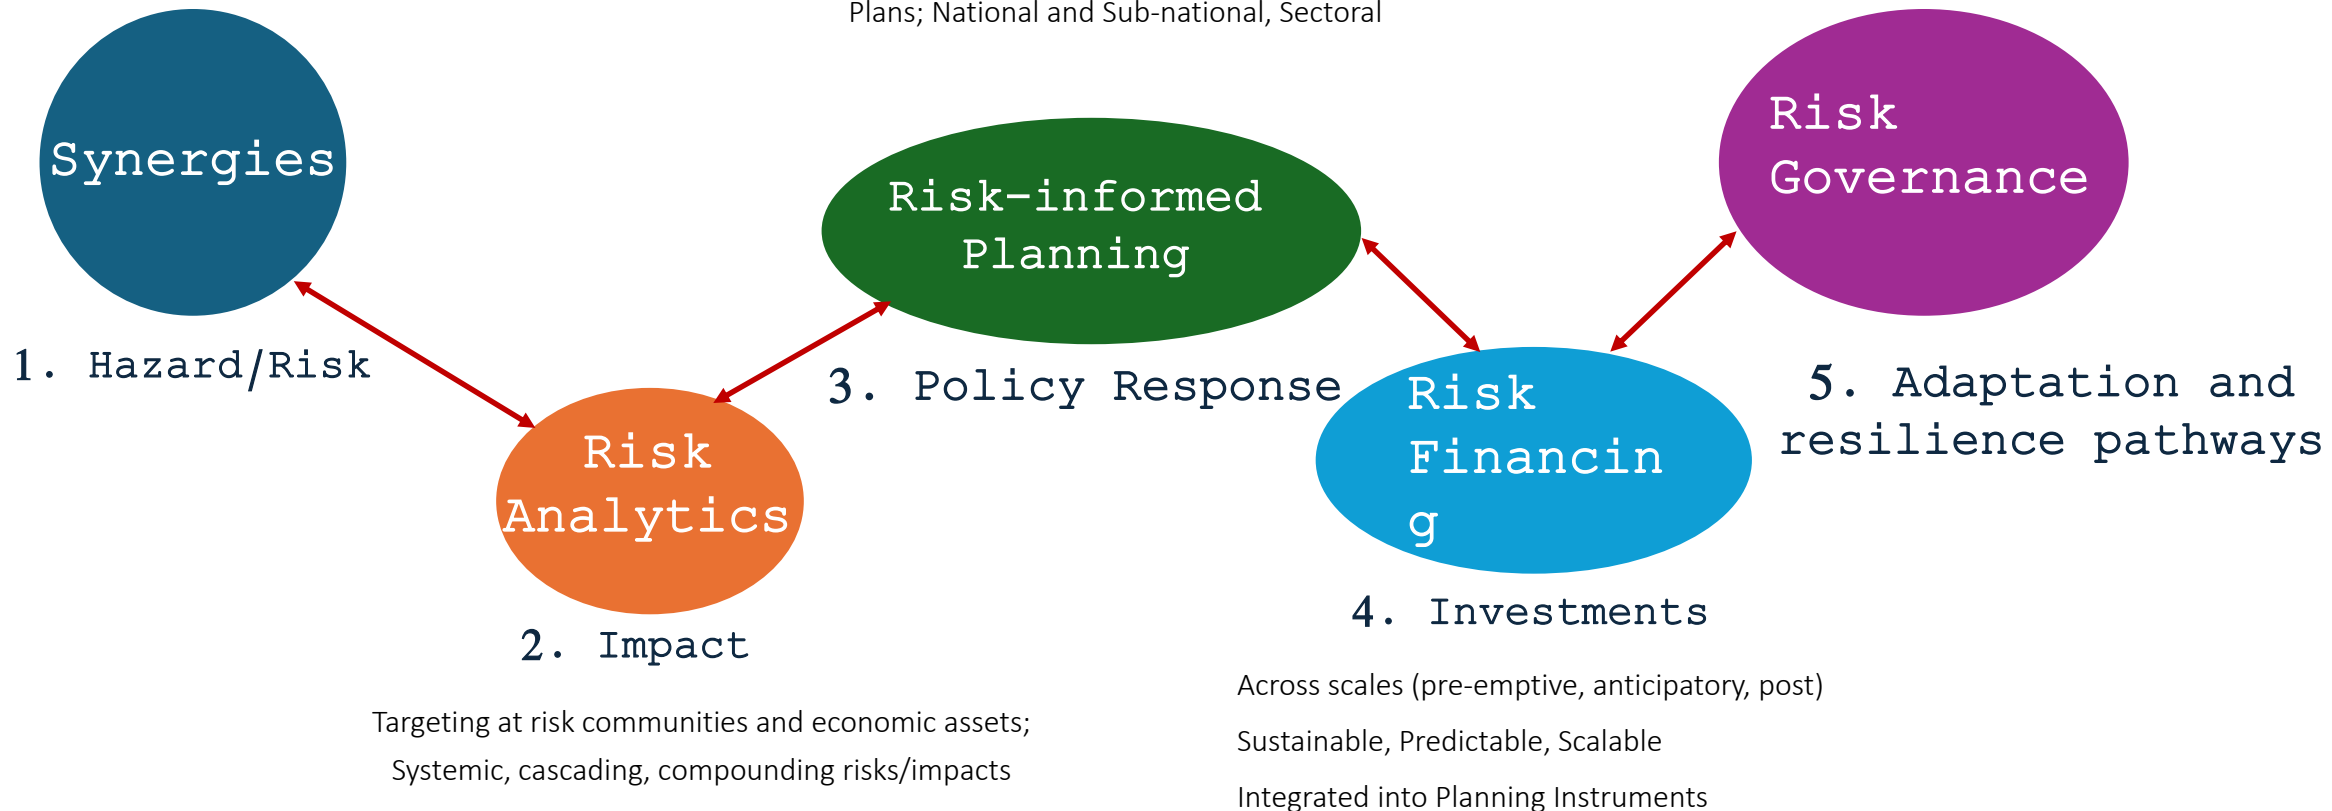 Plans; National and Sub-national, Sectoral
Synergies
1. Hazard/Risk
Risk
Analytics
2. Impact
Targeting at risk communities and economic assets;
Systemic, cascading, compounding risks/impacts
Risk-informed
Planning
3. Policy Response
Risk
Financin
g
4. Investments
Across scales (pre-emptive, anticipatory, post)
Sustainable, Predictable, Scalable
Integrated into Planning Instruments
Risk
Governance
5. Adaptation and
resilience pathways